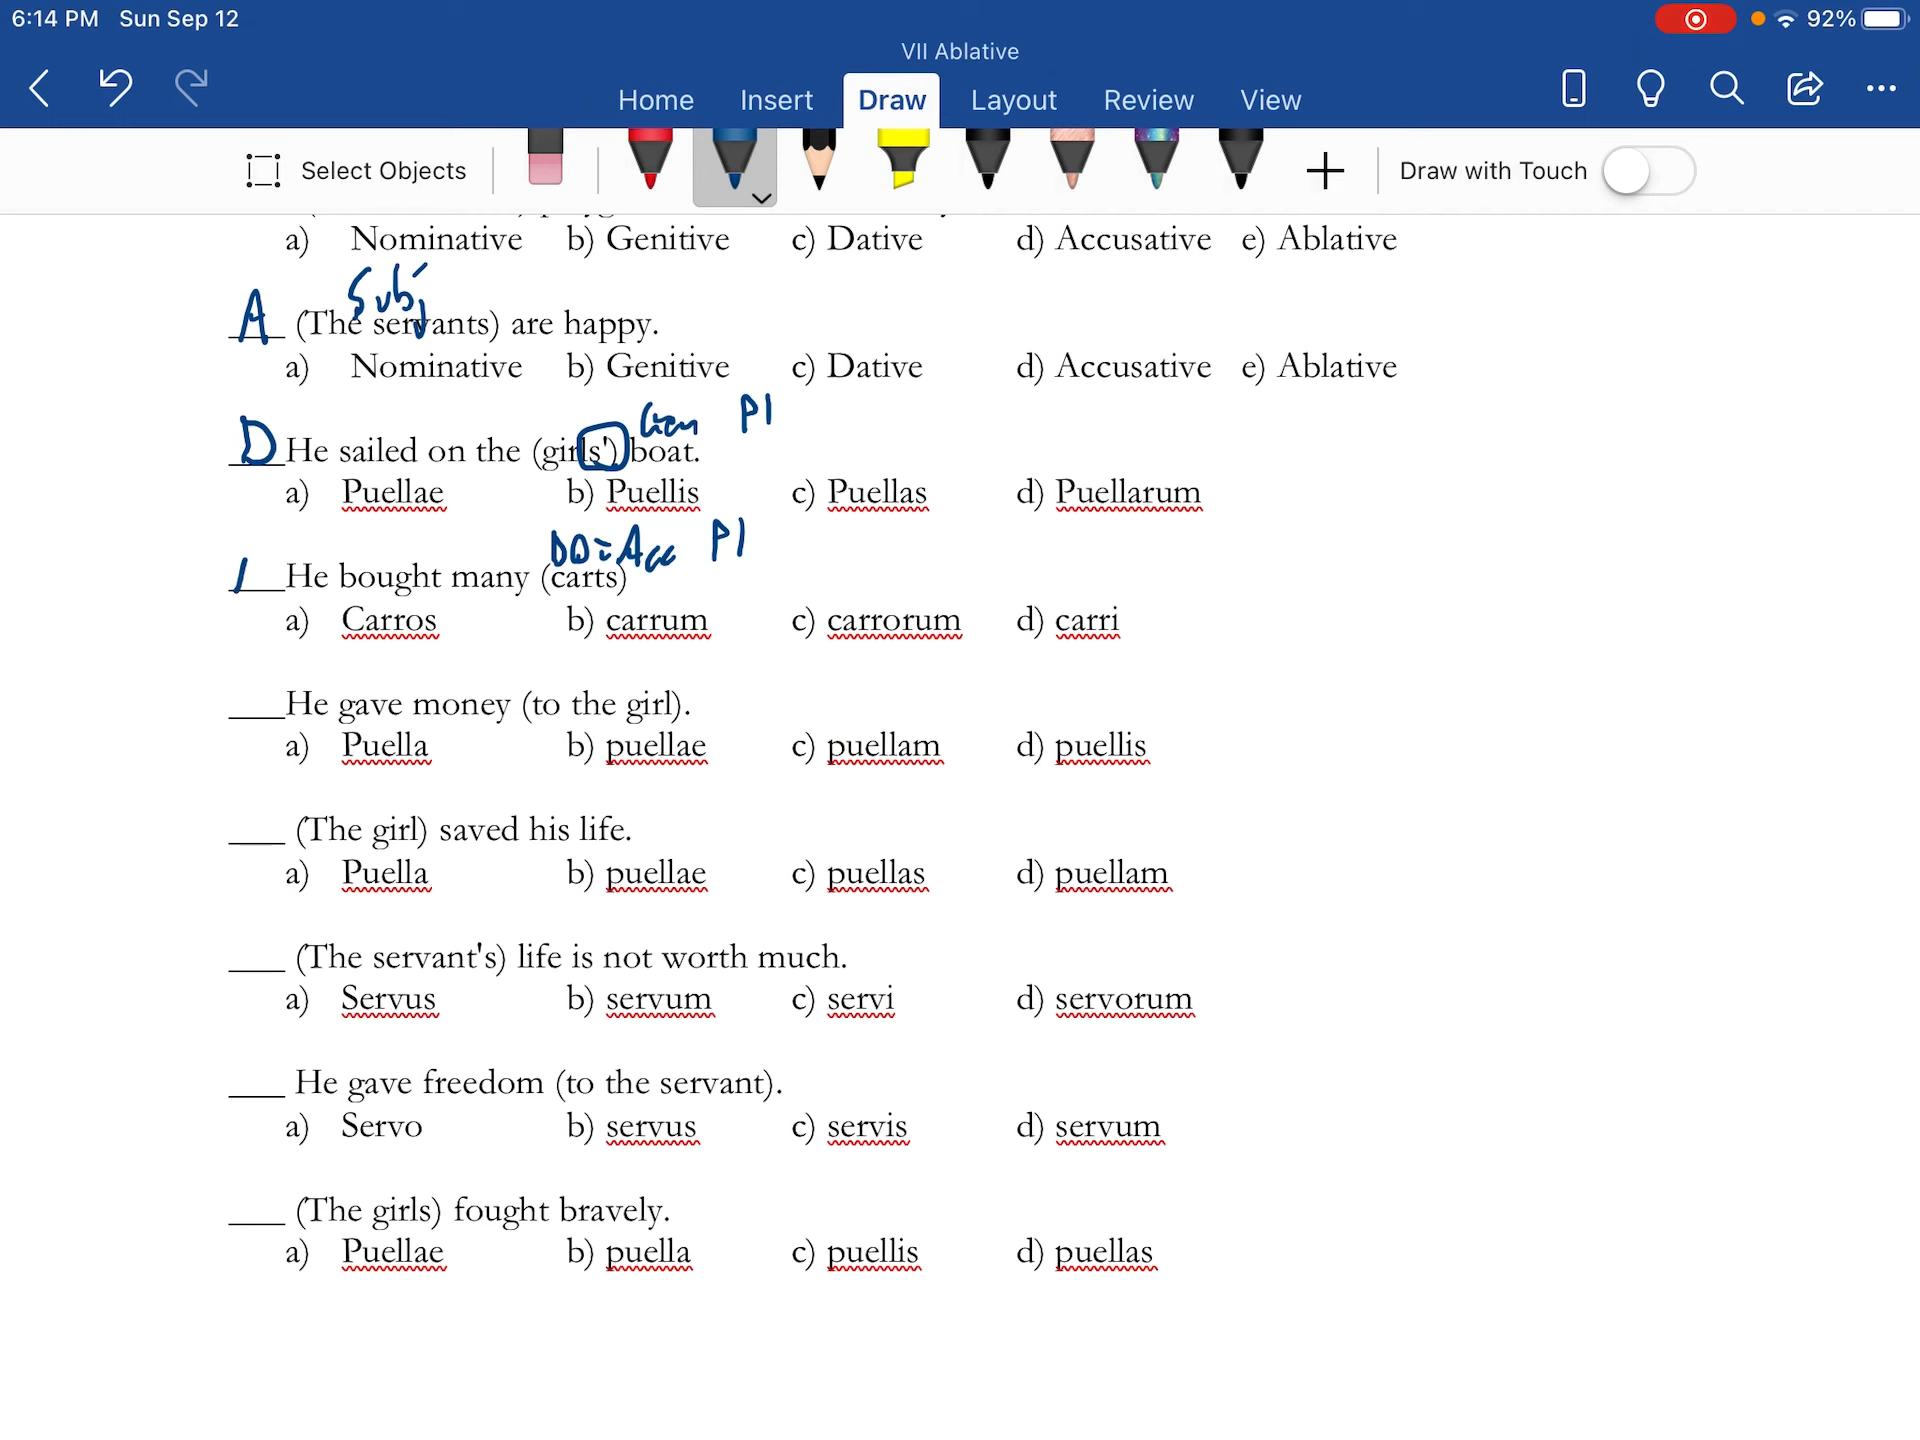 6:14 PM Sun Sep 12
92%
VII Ablative
Home Insert Draw Layout Review View
Select Objects
Draw with Touch
a) Nominative b) Genitive c) Dative d) Accusative e) Ablative
Subj
A (The servants) are happy.
a) Nominative b) Genitive c) Dative d) Accusative e) Ablative
Gen Pl
D He sailed on the (girls') boat.
a) Puellae b) Puellis c) Puellas d) Puellarum
DO = Acc Pl
He bought many (carts)
a) Carros b) carrum c) carrorum d) carri
___He gave money (to the girl).
a) Puella b) puellae c) puellam d) puellis
___ (The girl) saved his life.
a) Puella b) puellae c) puellas d) puellam
___ (The servant's) life is not worth much.
a) Servus b) servum c) servi d) servorum
___ He gave freedom (to the servant).
a) Servo b) servus c) servis d) servum
___ (The girls) fought bravely.
a) Puellae b) puella c) puellis d) puellas